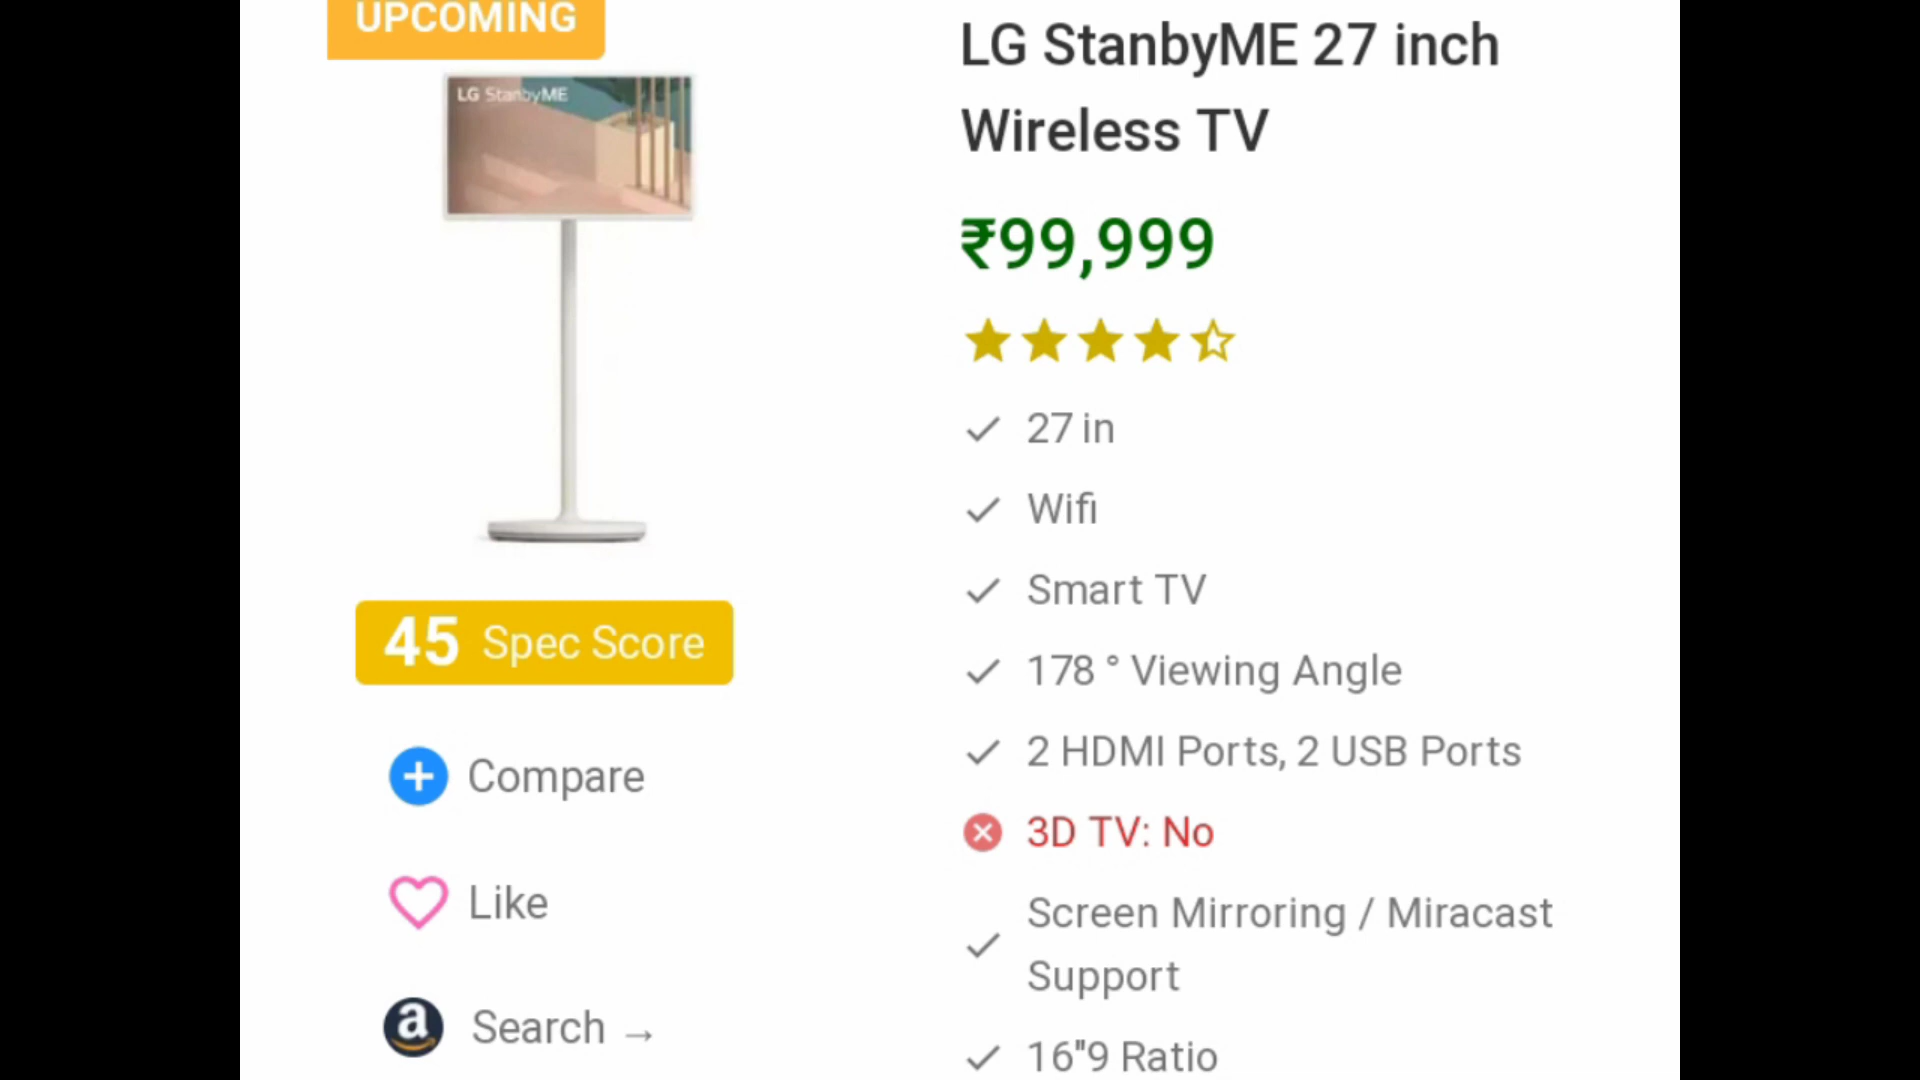 UPCOMING
LG StanbyME
45 Spec Score
Compare
Like
a
Search →
LG StanbyME 27 inch
Wireless TV
₹99,999
27 in
Wifi
Smart TV
178 ° Viewing Angle
2 HDMI Ports, 2 USB Ports
3D TV: No
Screen Mirroring / Miracast
Support
16"9 Ratio